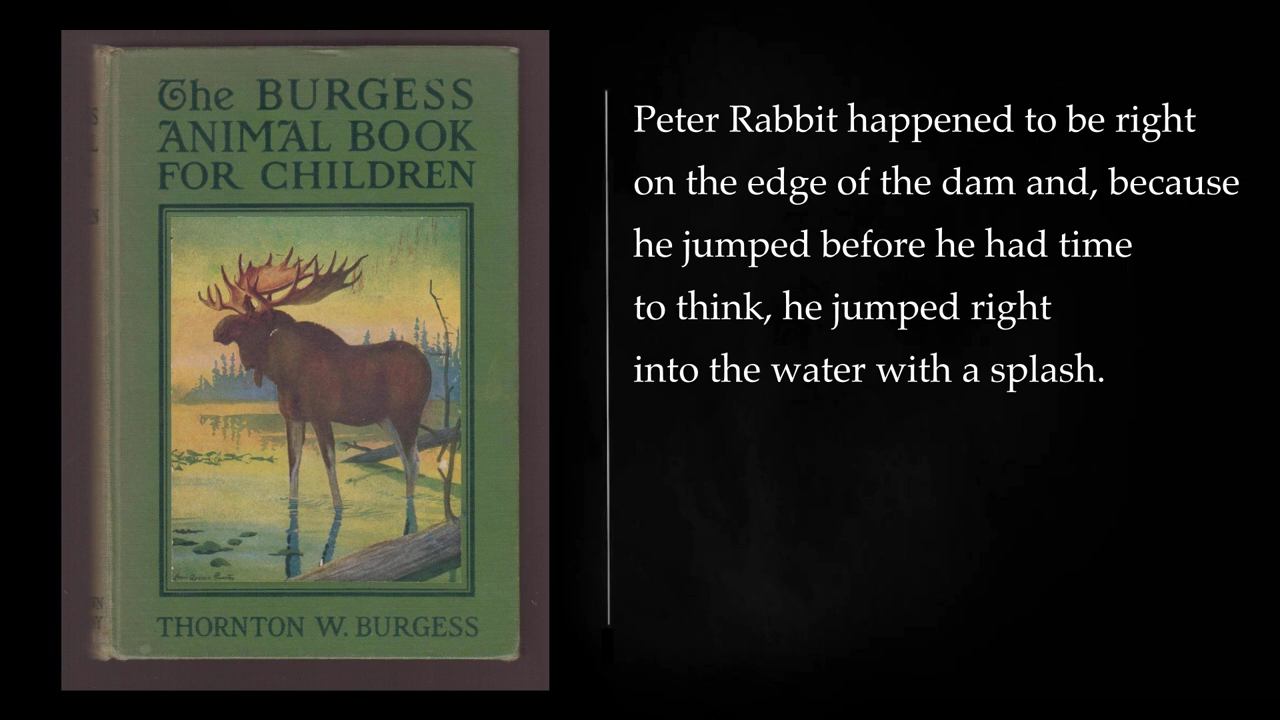 The BURGESS
ANIMAL BOOK
FOR CHILDREN
THORNTON W. BURGESS
Peter Rabbit happened to be right
on the edge of the dam and, because
he jumped before he had time
to think, he jumped right
into the water with a splash.